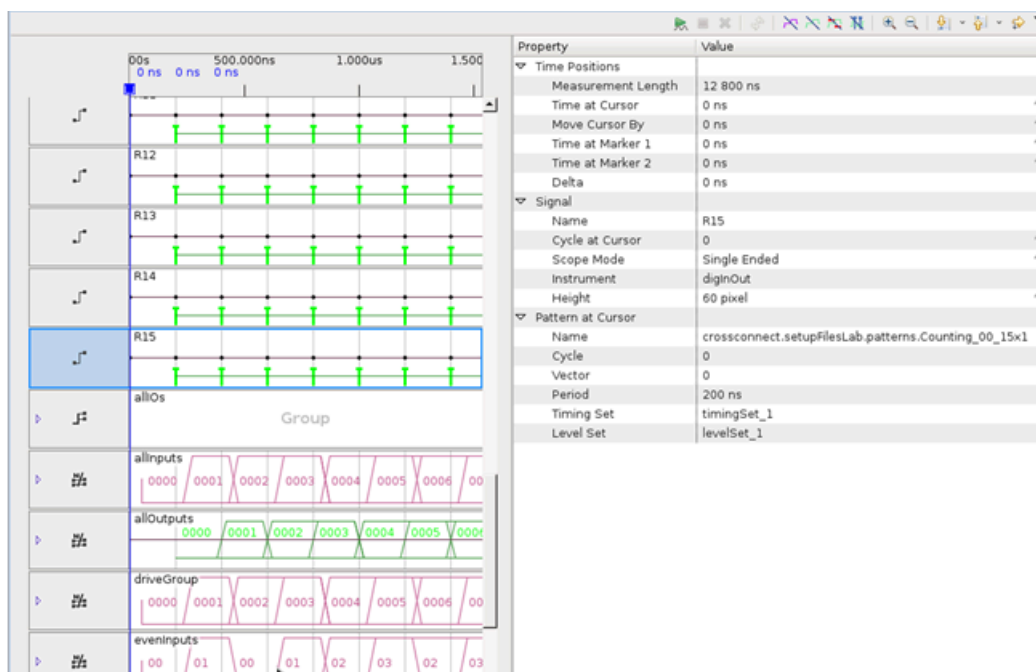 Property Value
00s 500.000ns 1.000us 1.500
0 ns 0 ns 0 ns
R12
R13
R14
R15
allIOs
Group
allInputs
0000 0001 0002 0003 0004 0005 0006 00
allOutputs
0000 0001 0002 0003 0004 0005 0006
driveGroup
0000 0001 0002 0003 0004 0005 0006 00
evenInputs
00 01 00 01 02 03 02 03
Time Positions
Measurement Length 12 800 ns
Time at Cursor 0 ns
Move Cursor By 0 ns
Time at Marker 1 0 ns
Time at Marker 2 0 ns
Delta 0 ns
Signal
Name R15
Cycle at Cursor 0
Scope Mode Single Ended
Instrument digInOut
Height 60 pixel
Pattern at Cursor
Name crossconnect.setupFilesLab.patterns.Counting_00_15x1
Cycle 0
Vector 0
Period 200 ns
Timing Set timingSet_1
Level Set levelSet_1